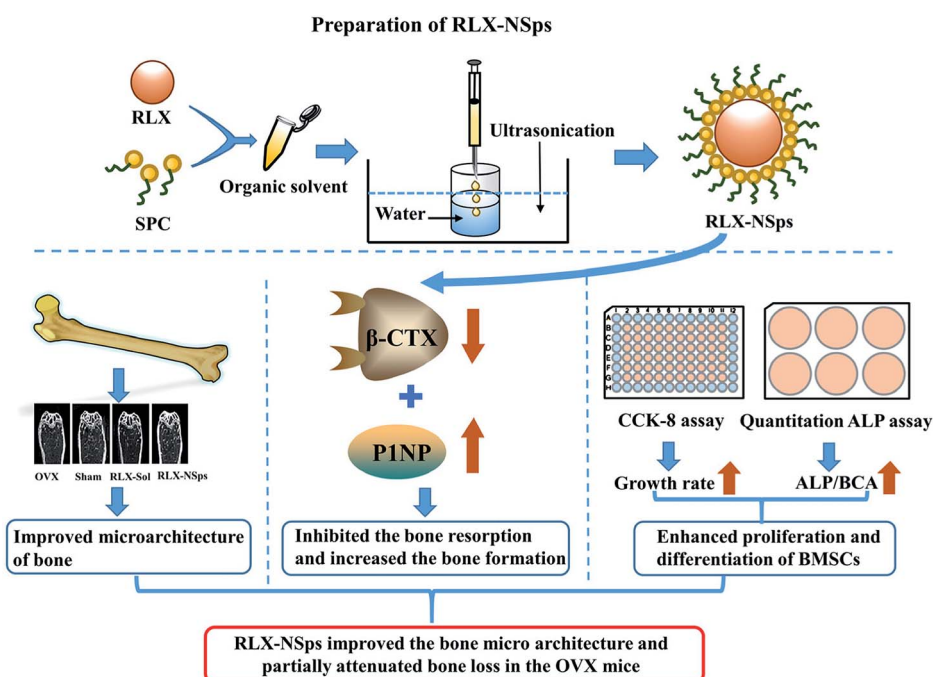 Preparation of RLX-NSps
RLX
SPC
Organic solvent
Ultrasonication
Water
RLX-NSps
OVX Sham RLX-Sol RLX-NSps
Improved microarchitecture
of bone
β-CTX
P1NP
Inhibited the bone resorption
and increased the bone formation
1 2 3 4 5 6 7 8 9 10 11 12
A
B
C
D
E
F
G
H
CCK-8 assay
Quantitation ALP assay
Growth rate
ALP/BCA
Enhanced proliferation and
differentiation of BMSCs
RLX-NSps improved the bone micro architecture and
partially attenuated bone loss in the OVX mice